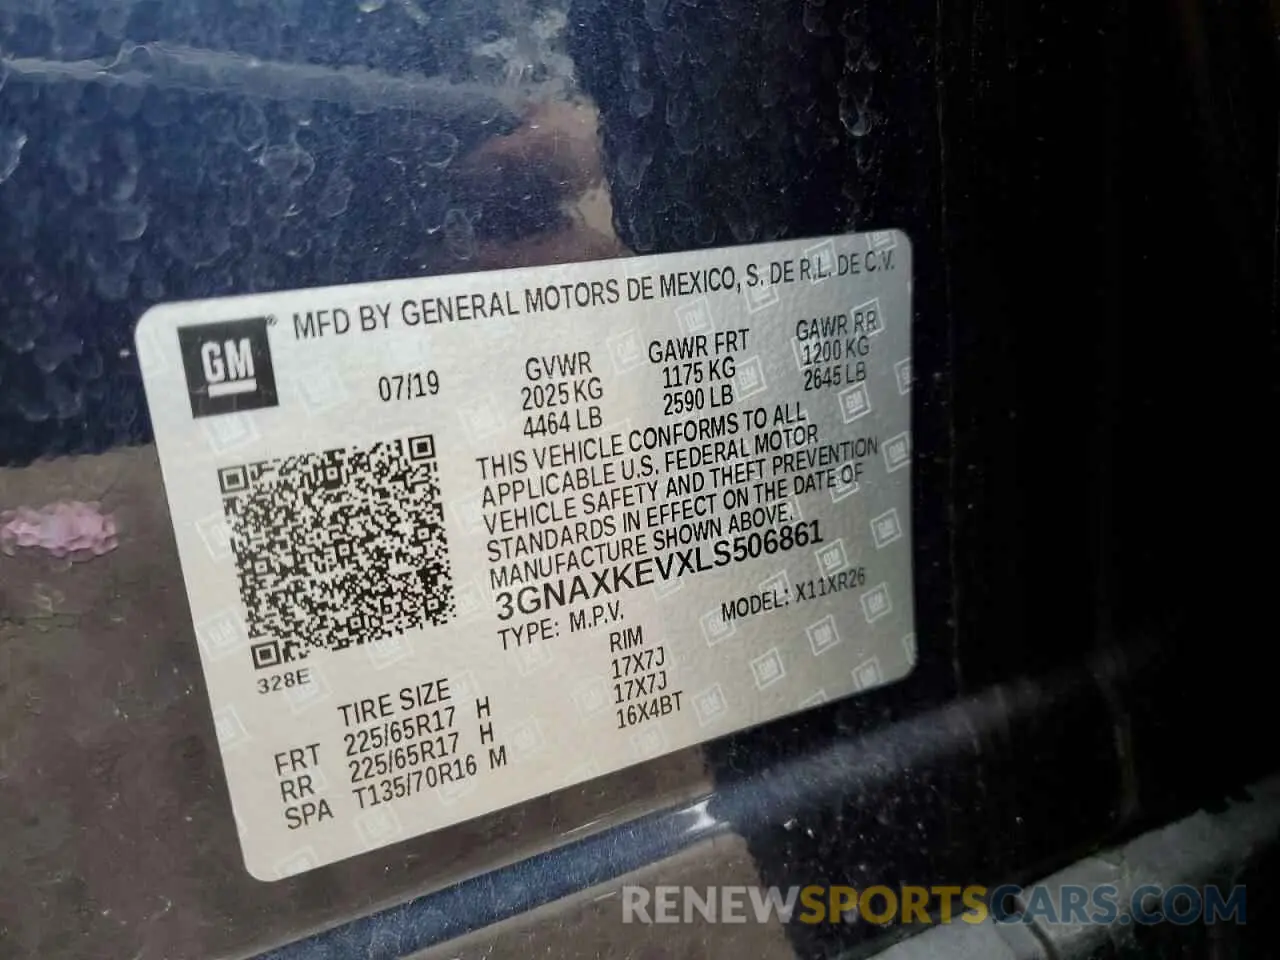 GM® MFD BY GENERAL MOTORS DE MEXICO, S. DE R.L. DE C.V.
07/19
GVWR
2025 KG
4464 LB
GAWR FRT
1175 KG
2590 LB
GAWR RR
1200 KG
2645 LB
THIS VEHICLE CONFORMS TO ALL
APPLICABLE U.S. FEDERAL MOTOR
VEHICLE SAFETY AND THEFT PREVENTION
STANDARDS IN EFFECT ON THE DATE OF
MANUFACTURE SHOWN ABOVE.
3GNAXKEVXLS506861
TYPE: M.P.V. MODEL: X11XR26
328E
TIRE SIZE RIM
FRT 225/65R17 H 17X7J
RR 225/65R17 H 17X7J
SPA T135/70R16 M 16X4BT
RENEWSPORTSCARS.COM